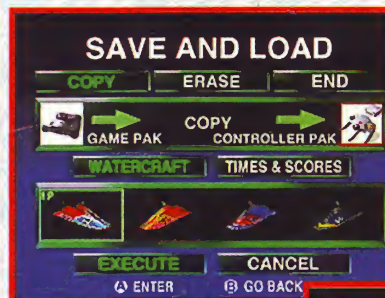 SAVE AND LOAD
COPY ERASE END
COPY
GAME PAK CONTROLLER PAK
WATERCRAFT TIMES & SCORES
19
EXECUTE CANCEL
A ENTER B GO BACK